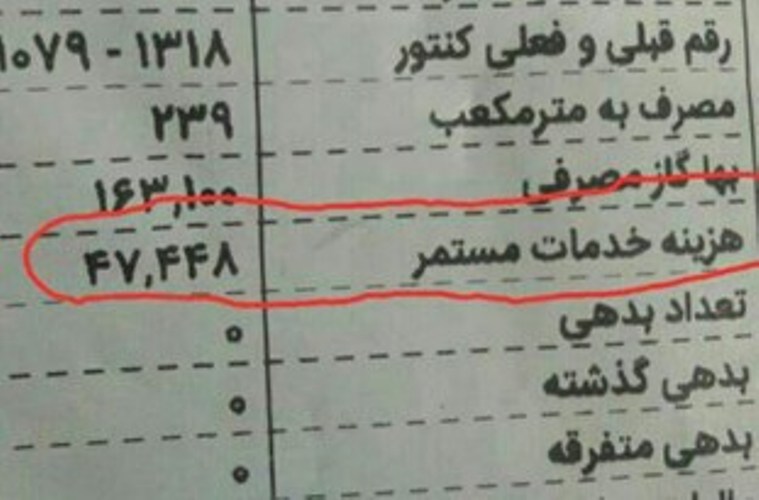 رقم قبلی و فعلی کنتور ۱۳۱۸ - ۱۰۷۹
مصرف به مترمکعب ۲۳۹
بها گاز مصرفی ۱۶۳,۱۰۰
هزینه خدمات مستمر ۴۷,۴۴۸
تعداد بدهی ۰
بدهی گذشته ۰
بدهی متفرقه ۰